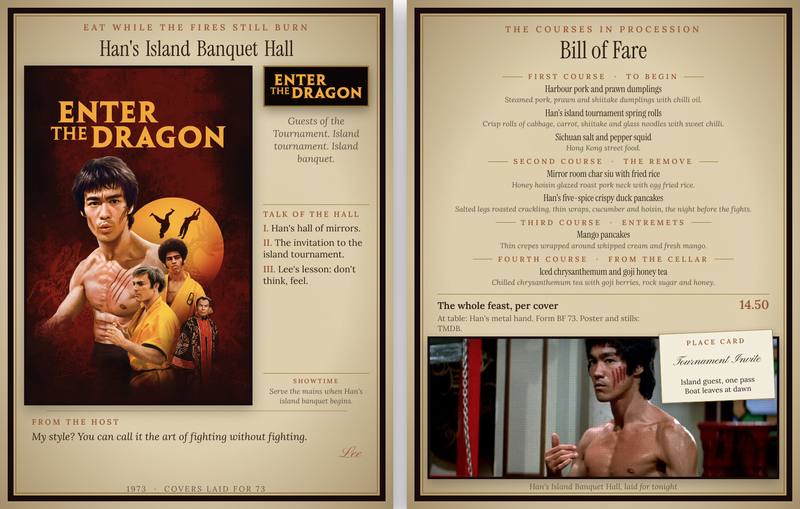 EAT WHILE THE FIRES STILL BURN
Han's Island Banquet Hall
ENTER
THE DRAGON
ENTER
THE DRAGON
Guests of the
Tournament. Island
tournament. Island
banquet.
TALK OF THE HALL
I. Han's hall of mirrors.
II. The invitation to the
island tournament.
III. Lee's lesson: don't
think, feel.
SHOWTIME
Serve the mains when Han's
island banquet begins.
FROM THE HOST
My style? You can call it the art of fighting without fighting.
Lee
1973 · COVERS LAID FOR 73
THE COURSES IN PROCESSION
Bill of Fare
FIRST COURSE · TO BEGIN
Harbour pork and prawn dumplings
Steamed pork, prawn and shiitake dumplings with chilli oil.
Han's island tournament spring rolls
Crisp rolls of cabbage, carrot, shiitake and glass noodles with sweet chilli.
Sichuan salt and pepper squid
Hong Kong street food.
SECOND COURSE · THE REMOVE
Mirror room char siu with fried rice
Honey hoisin glazed roast pork neck with egg fried rice.
Han's five-spice crispy duck pancakes
Salted legs roasted crackling, thin wraps, cucumber and hoisin, the night before the fights.
THIRD COURSE · ENTREMETS
Mango pancakes
Thin crepes wrapped around whipped cream and fresh mango.
FOURTH COURSE · FROM THE CELLAR
Iced chrysanthemum and goji honey tea
Chilled chrysanthemum tea with goji berries, rock sugar and honey.
The whole feast, per cover 14.50
At table: Han's metal hand. Form BF 73. Poster and stills:
TMDB.
PLACE CARD
Tournament Invite
Island guest, one pass
Boat leaves at dawn
Han's Island Banquet Hall, laid for tonight